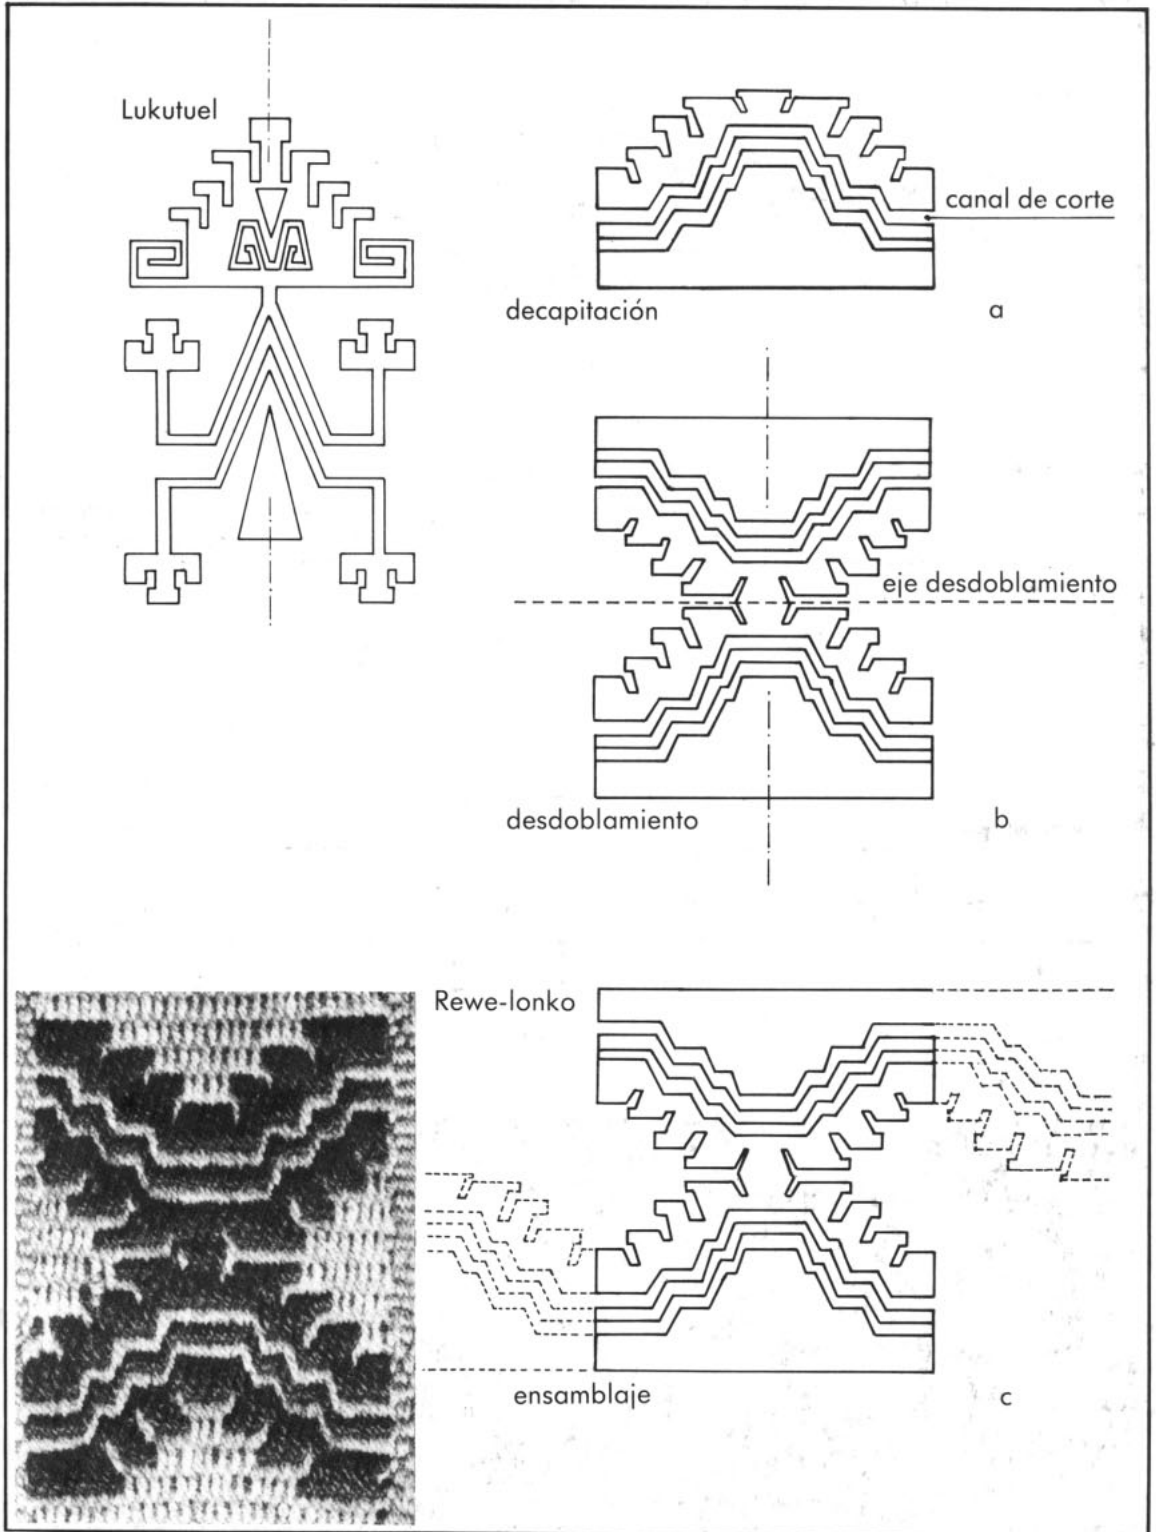 Lukutuel
canal de corte
decapitación
a
eje desdoblamiento
desdoblamiento
b
Rewe-lonko
ensamblaje
c